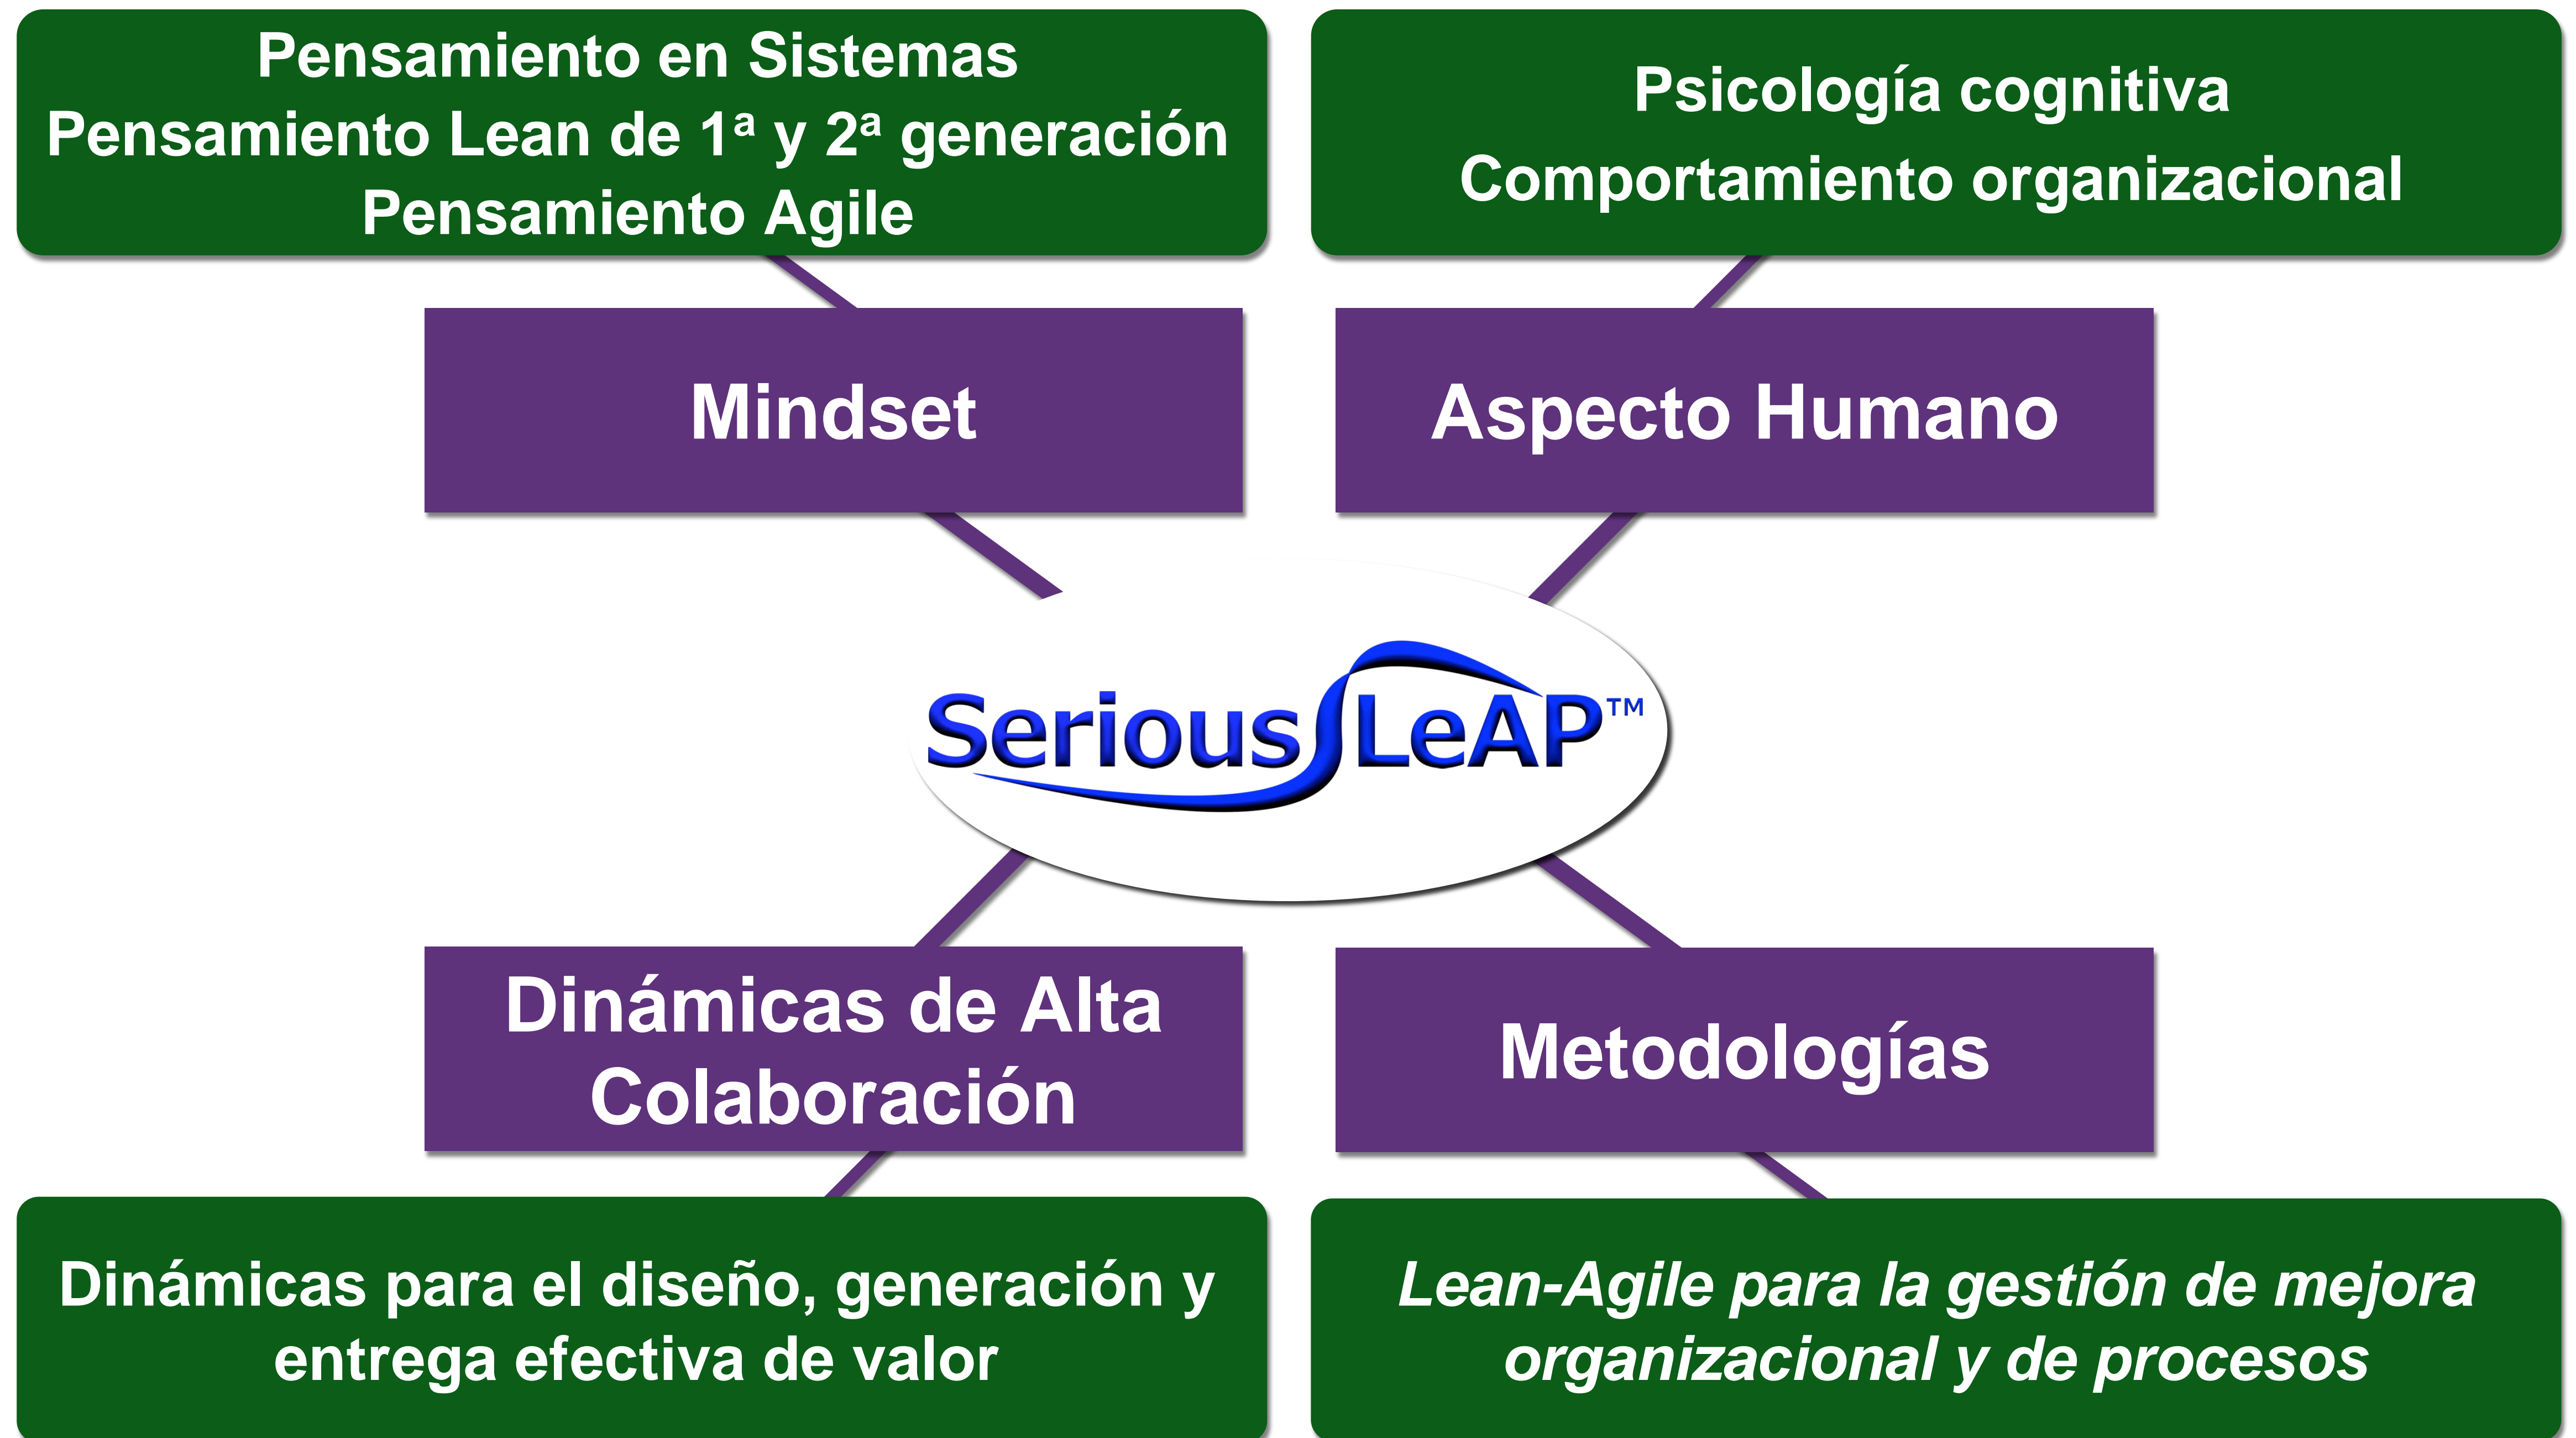 Pensamiento en Sistemas
Pensamiento Lean de 1ª y 2ª generación
Pensamiento Agile
Psicología cognitiva
Comportamiento organizacional
Mindset
Aspecto Humano
Serious LeAP™
Dinámicas de Alta
Colaboración
Metodologías
Dinámicas para el diseño, generación y
entrega efectiva de valor
Lean-Agile para la gestión de mejora
organizacional y de procesos